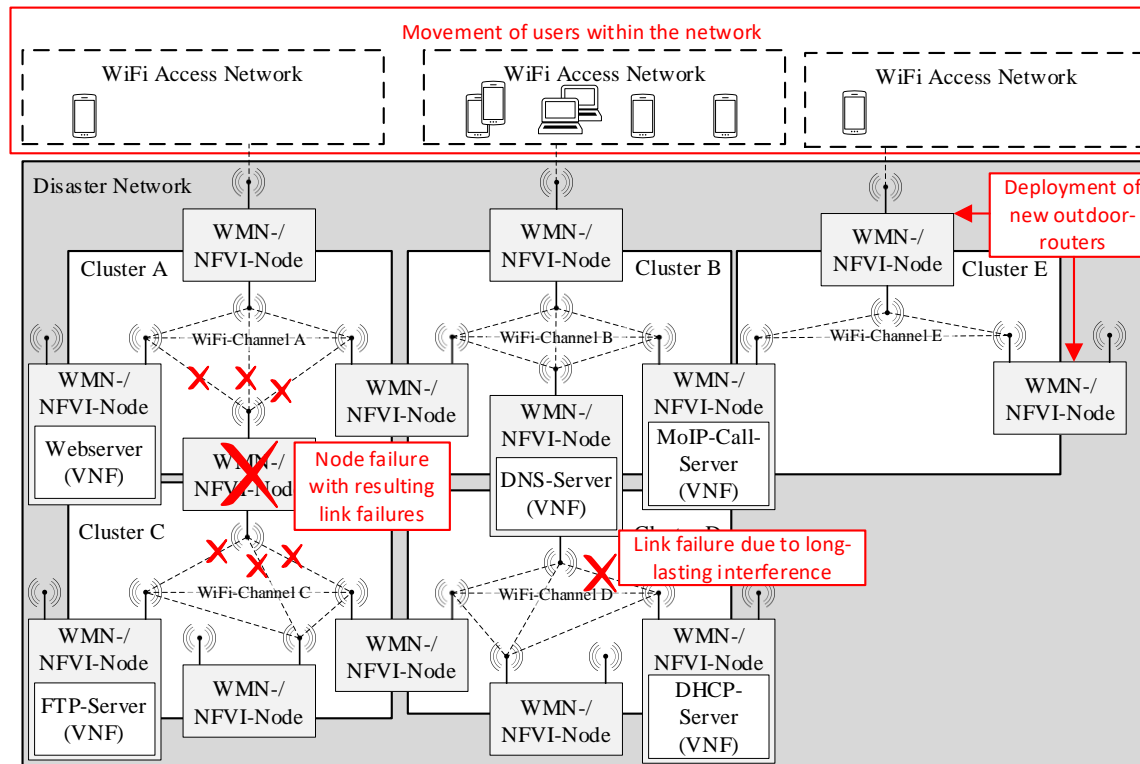 Movement of users within the network
WiFi Access Network
WiFi Access Network
WiFi Access Network
Disaster Network
Deployment of
new outdoor-
routers
WMN-/
NFVI-Node
WMN-/
NFVI-Node
WMN-/
NFVI-Node
Cluster A
Cluster B
Cluster E
WiFi-Channel A
WiFi-Channel B
WiFi-Channel E
WMN-/
NFVI-Node
Webserver
(VNF)
WMN-/
NFVI-Node
WMN-/
NFVI-Node
DNS-Server
(VNF)
WMN-/
NFVI-Node
MoIP-Call-
Server
(VNF)
WMN-/
NFVI-Node
WMN-/
NFVI-Node
Node failure
with resulting
link failures
Cluster C
Cluster D
Link failure due to long-
lasting interference
WiFi-Channel C
WiFi-Channel D
WMN-/
NFVI-Node
FTP-Server
(VNF)
WMN-/
NFVI-Node
WMN-/
NFVI-Node
WMN-/
NFVI-Node
WMN-/
NFVI-Node
DHCP-
Server
(VNF)